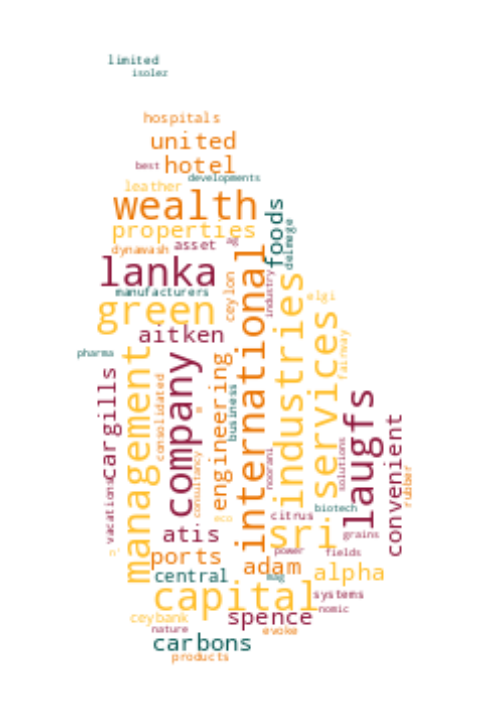 limited
isoler
hospitals
united
best
hotel
developments
leather
wealth
foods
delmege
properties
dynawash
asset
ag
lanka
international
industry
industries
manufacturers
ceylon
elgi
green
services
aitken
fairway
pharma
management
company
engineering
cargills
consolidated
business
laugfs
convenient
noorani
solutions
rubber
vacations
consultancy
eco
citrus
biotech
atis
sri
grains
n'
ports
power
fields
central
adam
mag
alpha
capital
systems
nomic
ceybank
spence
nature
evoke
carbons
products